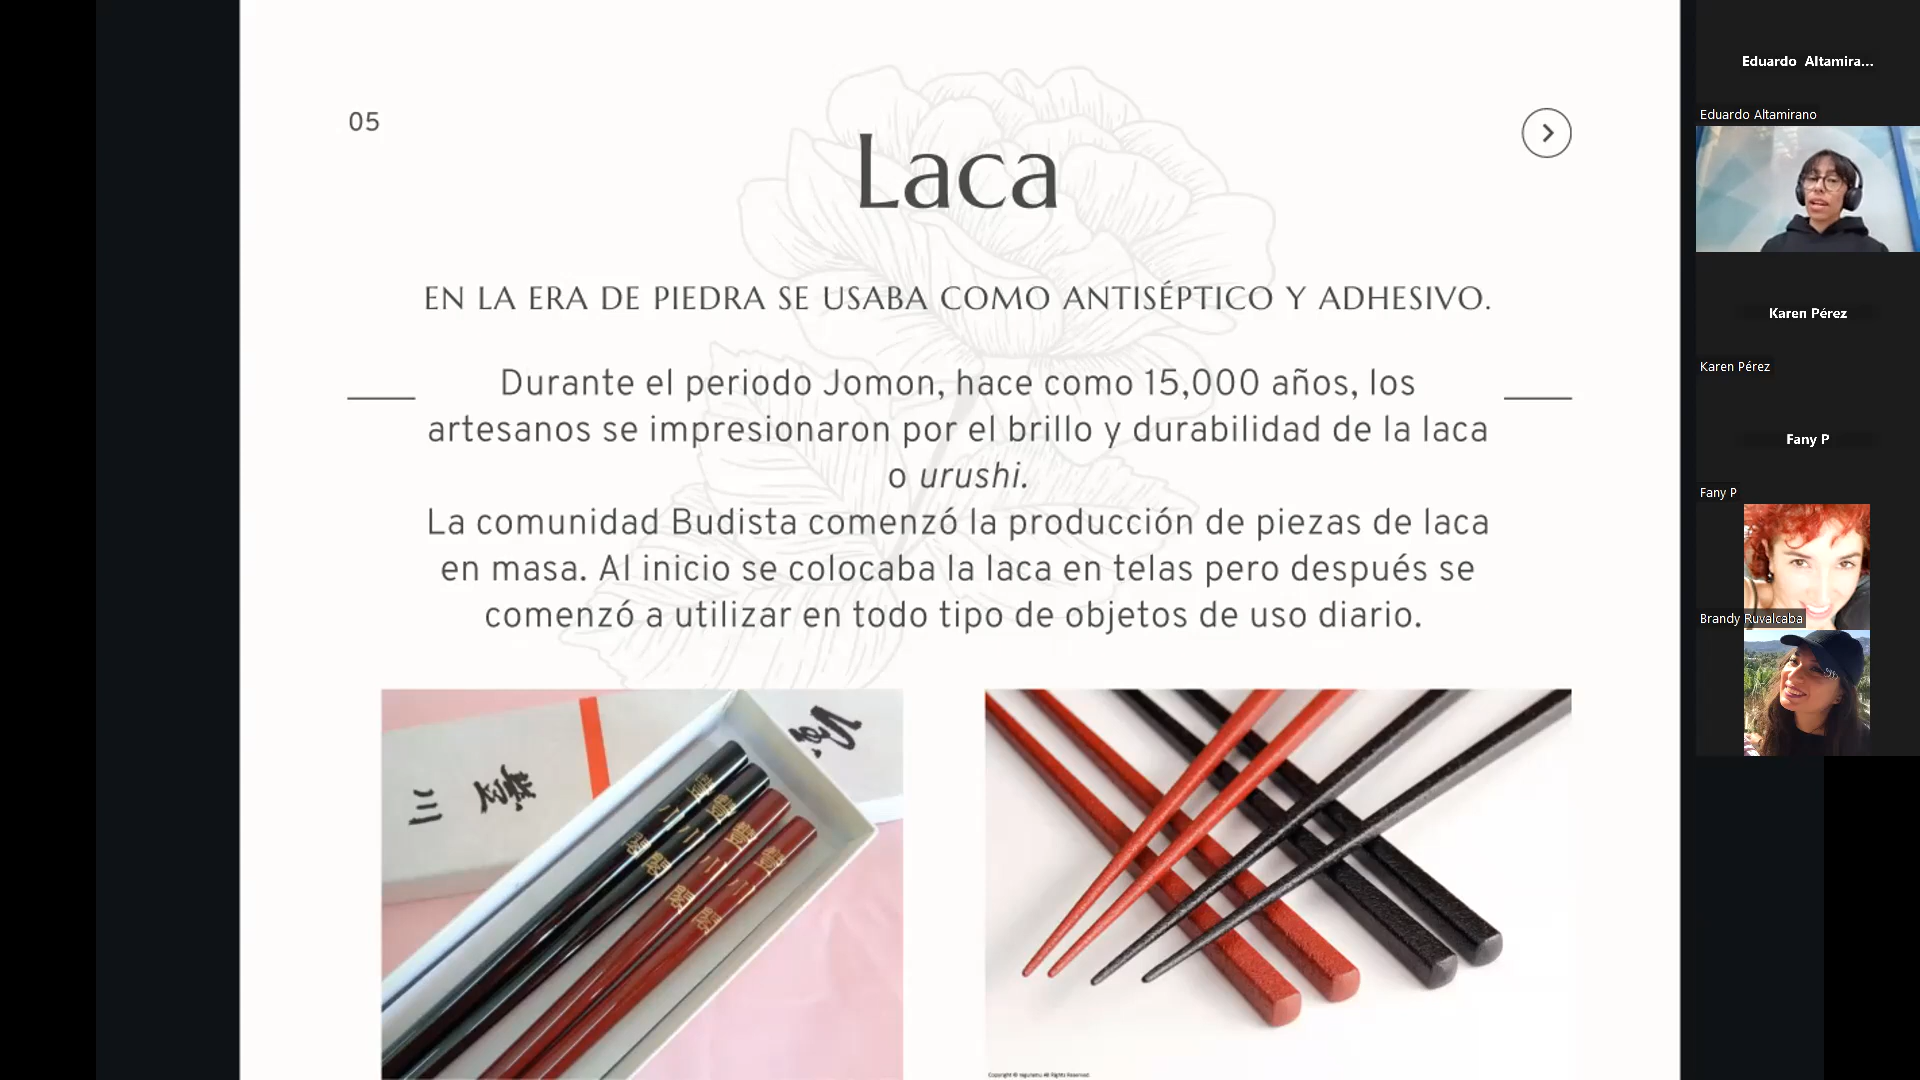 05
Laca
EN LA ERA DE PIEDRA SE USABA COMO ANTISÉPTICO Y ADHESIVO.
Durante el periodo Jomon, hace como 15,000 años, los
artesanos se impresionaron por el brillo y durabilidad de la laca
o urushi.
La comunidad Budista comenzó la producción de piezas de laca
en masa. Al inicio se colocaba la laca en telas pero después se
comenzó a utilizar en todo tipo de objetos de uso diario.
Eduardo Altamira...
Eduardo Altamirano
Karen Pérez
Karen Pérez
Fany P
Fany P
Brandy Ruvalcaba